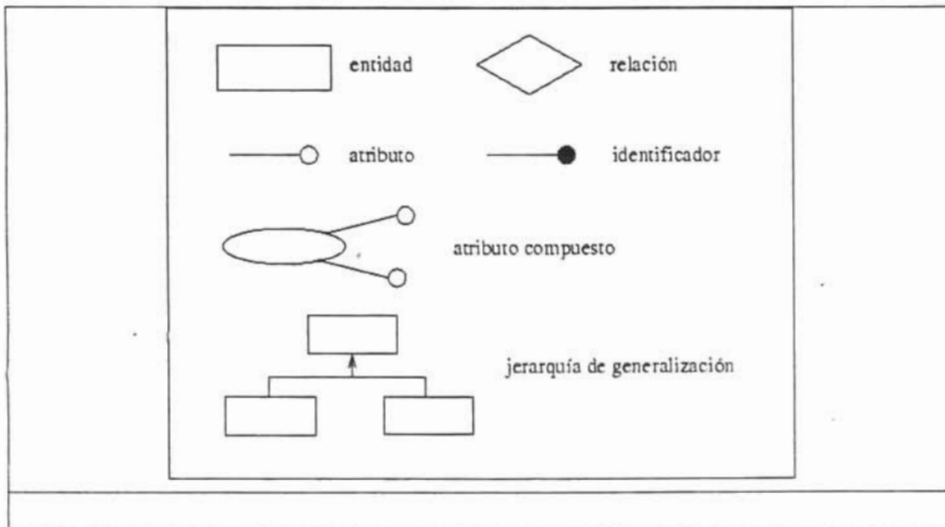 entidad
relación
atributo
identificador
atributo compuesto
jerarquía de generalización